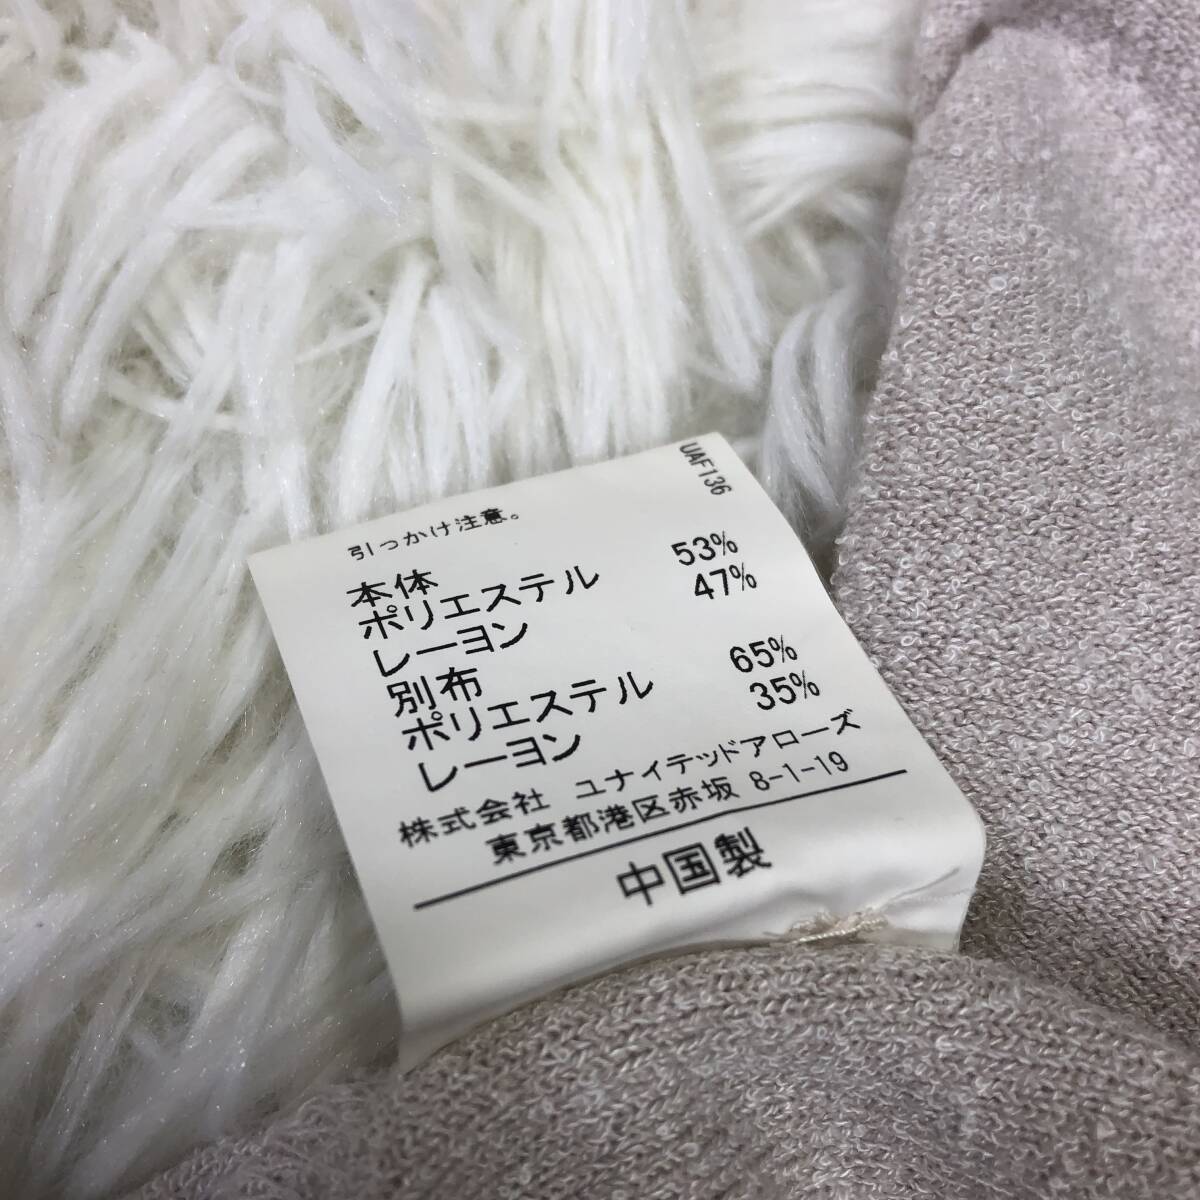 UAF136
引っかけ注意。
本体
ポリエステル 53%
レーヨン 47%
別布
ポリエステル 65%
レーヨン 35%
株式会社 ユナイテッドアローズ
東京都港区赤坂 8-1-19
中国製